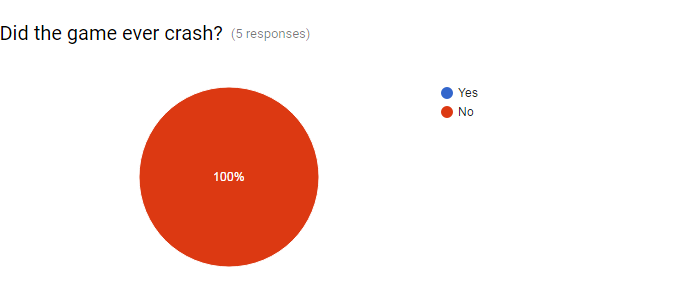 Did the game ever crash? (5 responses)
Yes
No
100%